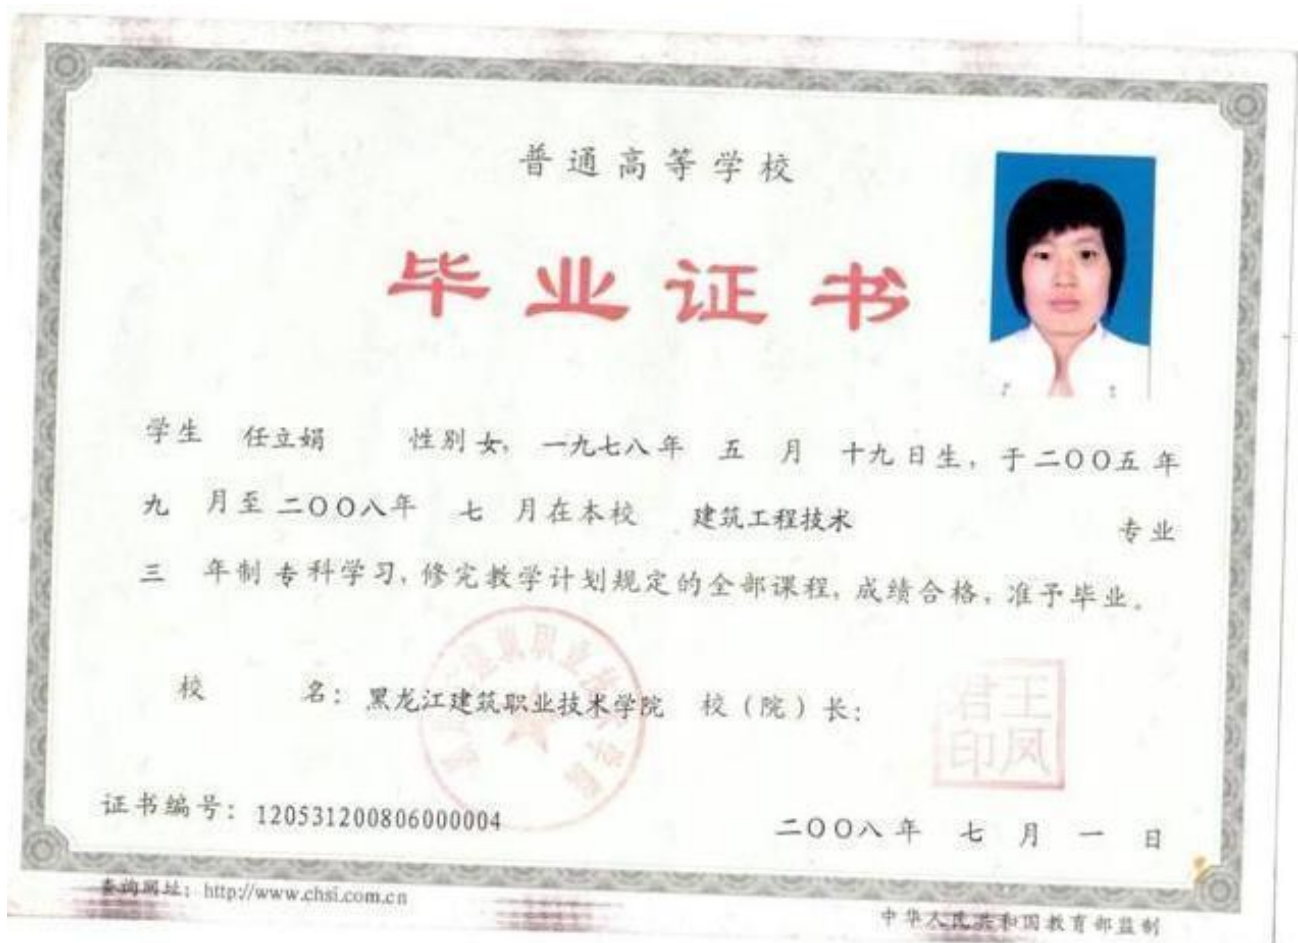 普通高等学校
毕业证书
学生 任立娟 性别 女, 一九七八年 五 月 十九日生, 于二〇〇五年
九 月至二〇〇八年 七 月在本校 建筑工程技术 专业
三 年制专科学习, 修完教学计划规定的全部课程, 成绩合格, 准予毕业。
校 名: 黑龙江建筑职业技术学院 校(院)长:
王凤君印
证书编号: 120531200806000004
二〇〇八年 七 月 一 日
查询网址: http://www.chsi.com.cn
中华人民共和国教育部监制